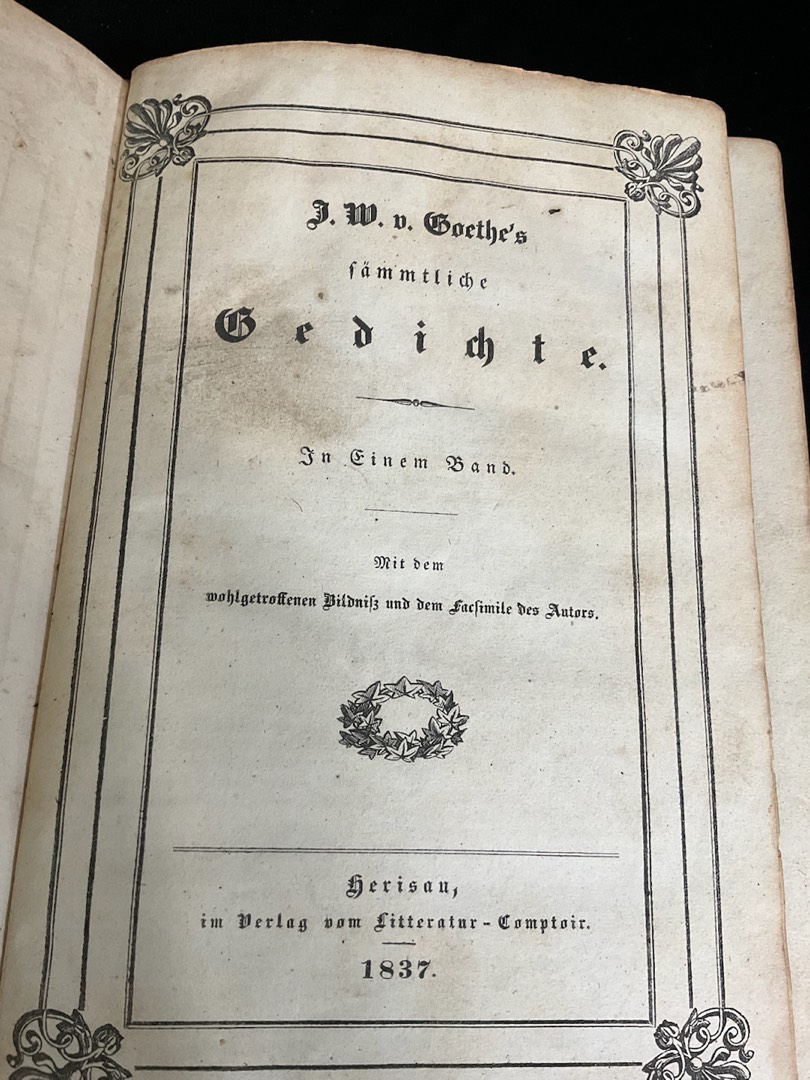 J. W. v. Goethe's
ſämmtliche
Gedichte.
In Einem Band.
Mit dem
wohlgetroffenen Bildniſz und dem Facſimile des Autors.
Herisau,
im Verlag vom Litteratur-Comptoir.
1837.